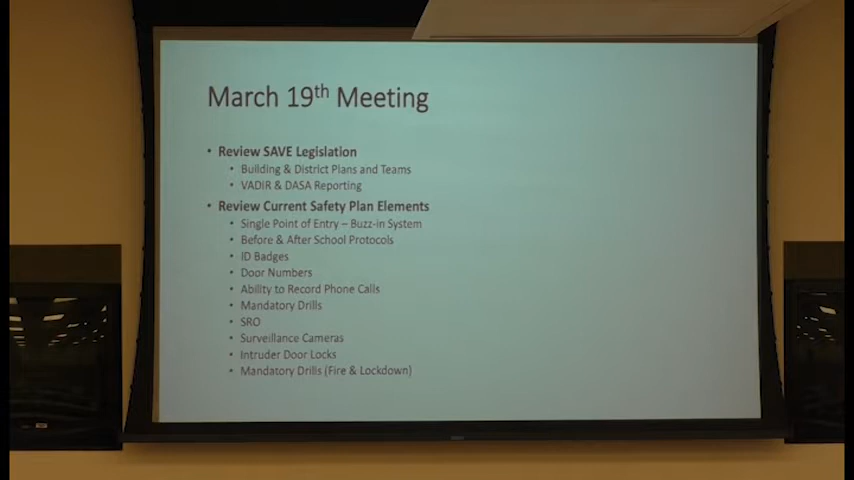 March 19th Meeting
• Review SAVE Legislation
• Building & District Plans and Teams
• VADIR & DASA Reporting
• Review Current Safety Plan Elements
• Single Point of Entry – Buzz-in System
• Before & After School Protocols
• ID Badges
• Door Numbers
• Ability to Record Phone Calls
• Mandatory Drills
• SRO
• Surveillance Cameras
• Intruder Door Locks
• Mandatory Drills (Fire & Lockdown)